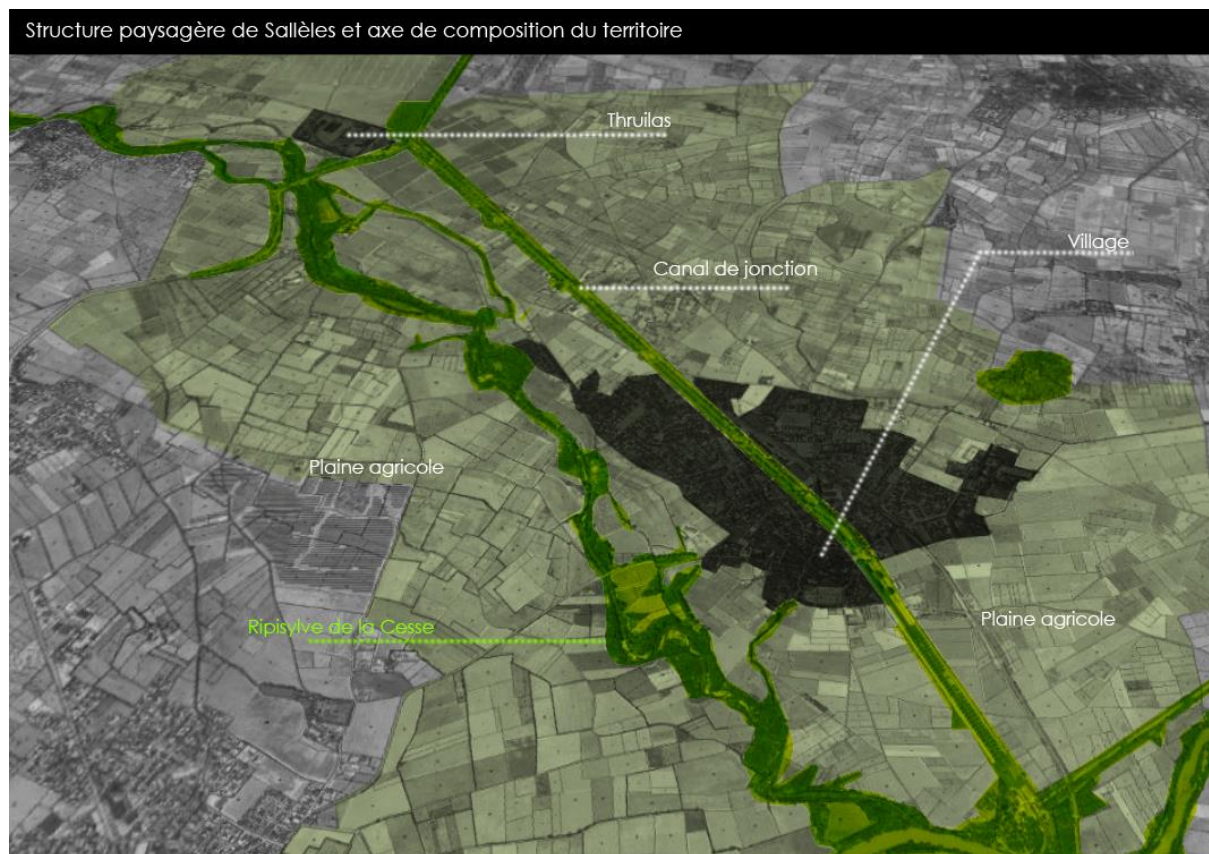 Structure paysagère de Sallèles et axe de composition du territoire
Thruilas
Village
Canal de jonction
Plaine agricole
Plaine agricole
Ripisylve de la Cesse